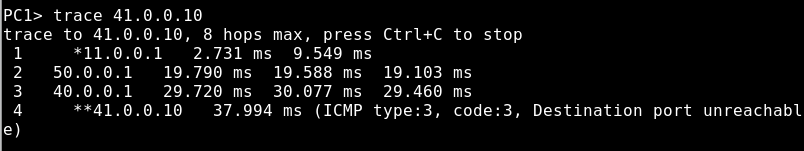 PC1> trace 41.0.0.10
trace to 41.0.0.10, 8 hops max, press Ctrl+C to stop
 1     *11.0.0.1   2.731 ms  9.549 ms
 2   50.0.0.1   19.790 ms  19.588 ms  19.103 ms
 3   40.0.0.1   29.720 ms  30.077 ms  29.460 ms
 4     **41.0.0.10   37.994 ms (ICMP type:3, code:3, Destination port unreachabl
e)